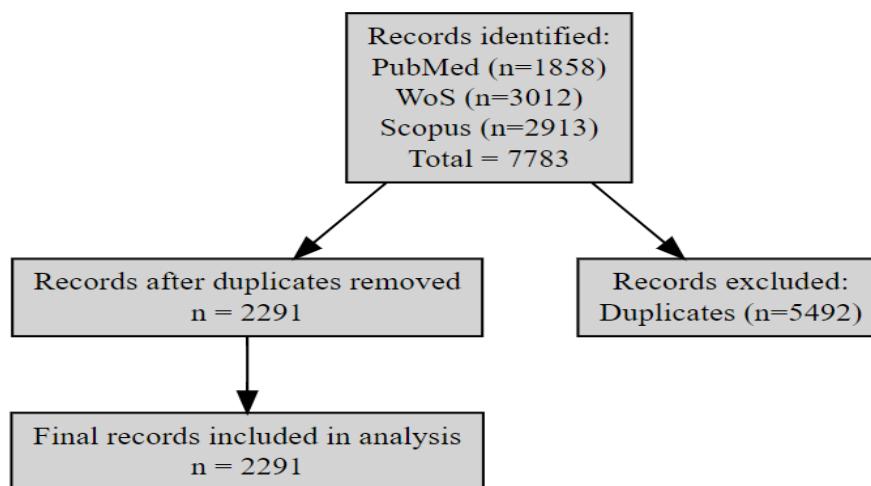 Records identified:
PubMed (n=1858)
WoS (n=3012)
Scopus (n=2913)
Total = 7783
Records after duplicates removed
n = 2291
Records excluded:
Duplicates (n=5492)
Final records included in analysis
n = 2291